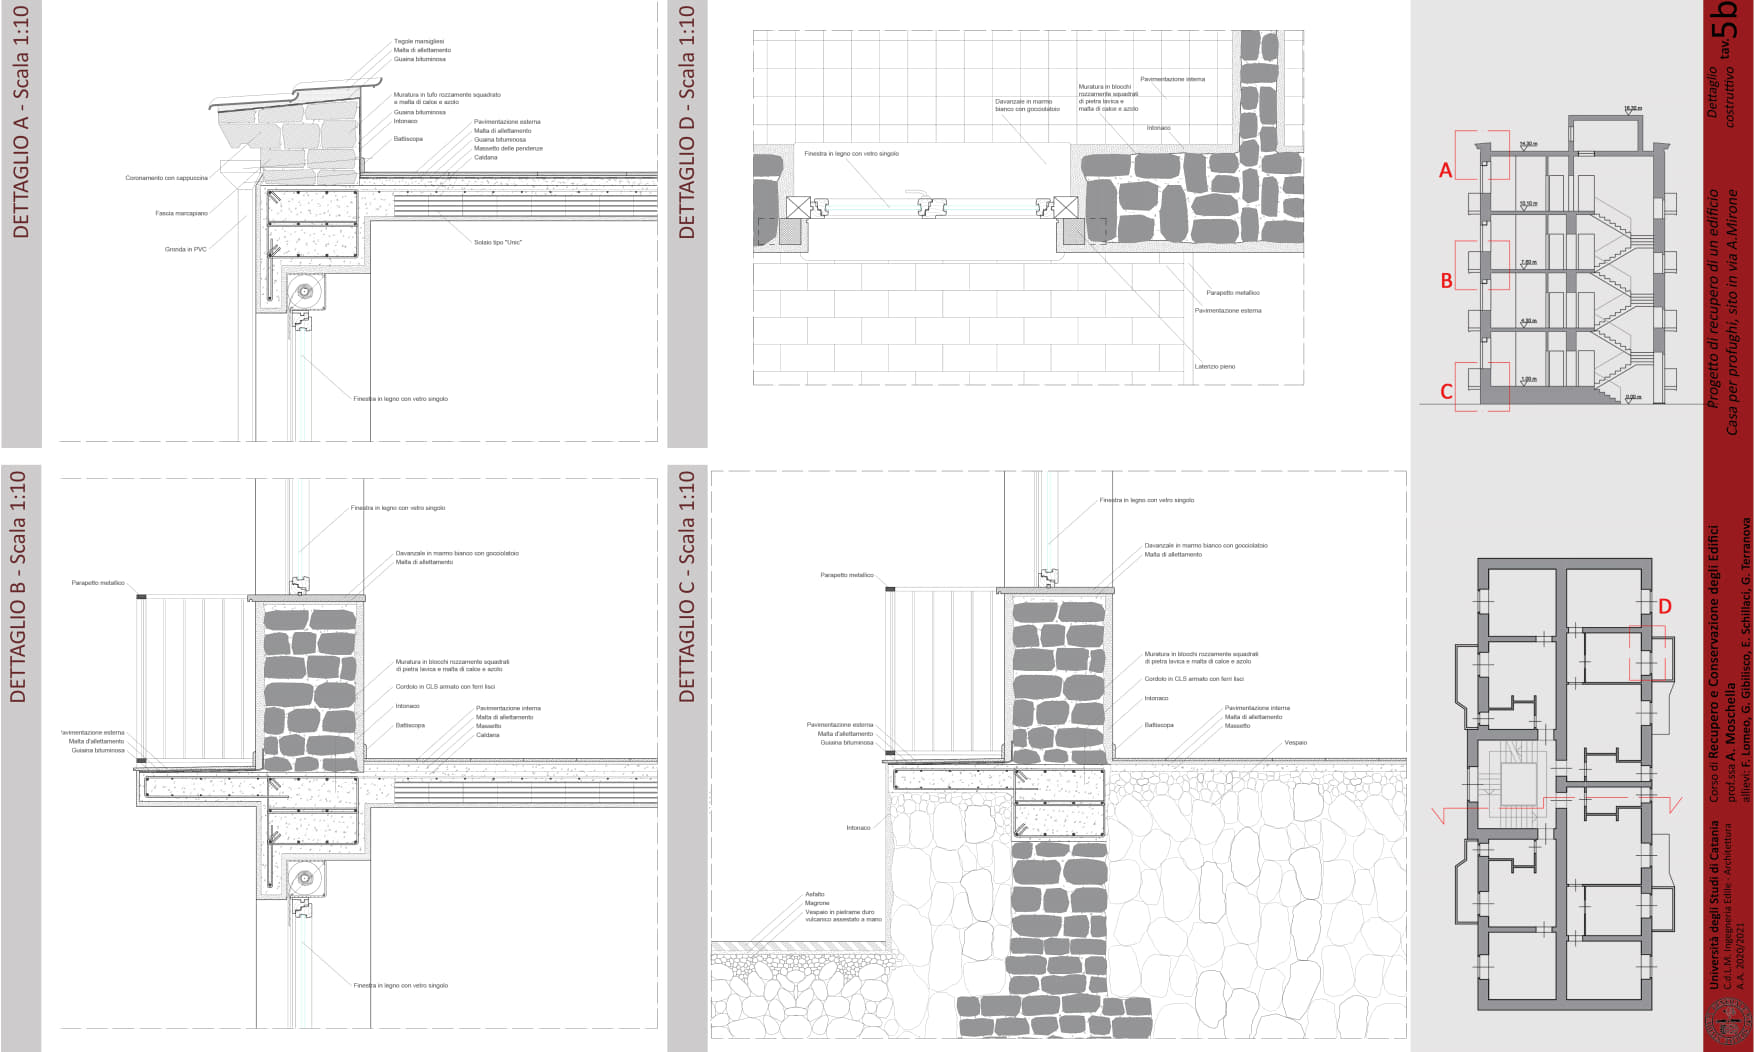 DETTAGLIO A - Scala 1:10
Tegole marsigliesi
Malta di allettamento
Guaina bituminosa
Muratura in tufo rozzamente squadrato
e malta di calce e azolo
Guaina bituminosa
Intonaco
Battiscopa
Pavimentazione esterna
Malta di allettamento
Guaina bituminosa
Massetto delle pendenze
Caldana
Coronamento con cappuccina
Fascia marcapiano
Gronda in PVC
Solaio tipo "Unic"
Finestra in legno con vetro singolo
DETTAGLIO D - Scala 1:10
Pavimentazione interna
Muratura in blocchi
rozzamente squadrati
di pietra lavica e
malta di calce e azolo
Davanzale in marmo
bianco con gocciolatoio
Intonaco
Finestra in legno con vetro singolo
Parapetto metallico
Pavimentazione esterna
Laterizio pieno
DETTAGLIO B - Scala 1:10
Finestra in legno con vetro singolo
Davanzale in marmo bianco con gocciolatoio
Malta di allettamento
Parapetto metallico
Muratura in blocchi rozzamente squadrati
di pietra lavica e malta di calce e azolo
Cordolo in CLS armato con ferri lisci
Intonaco
Battiscopa
Pavimentazione interna
Malta di allettamento
Massetto
Caldana
avimentazione esterna
Malta d'allettamento
Guiaina bituminosa
Finestra in legno con vetro singolo
DETTAGLIO C - Scala 1:10
Finestra in legno con vetro singolo
Davanzale in marmo bianco con gocciolatoio
Malta di allettamento
Parapetto metallico
Muratura in blocchi rozzamente squadrati
di pietra lavica e malta di calce e azolo
Cordolo in CLS armato con ferri lisci
Intonaco
Battiscopa
Pavimentazione interna
Malta di allettamento
Massetto
Vespaio
Pavimentazione esterna
Malta d'allettamento
Guiaina bituminosa
Intonaco
Asfalto
Magrone
Vespaio in pietrame duro
vulcanico assestato a mano
A
B
C
D
10.10 m
7.60 m
1.00 m
0.00 m
tav.5b
Dettaglio
costruttivo
Progetto di recupero di un edificio
Casa per profughi, sito in via A.Mirone
Corso di Recupero e Conservazione degli Edifici
prof.ssa A. Moschella
allievi: F. Lomeo, G. Gibilisco, E. Schillaci, G. Terranova
Università degli Studi di Catania
C.d.L.M. Ingegneria Edile - Architettura
A.A. 2020/2021